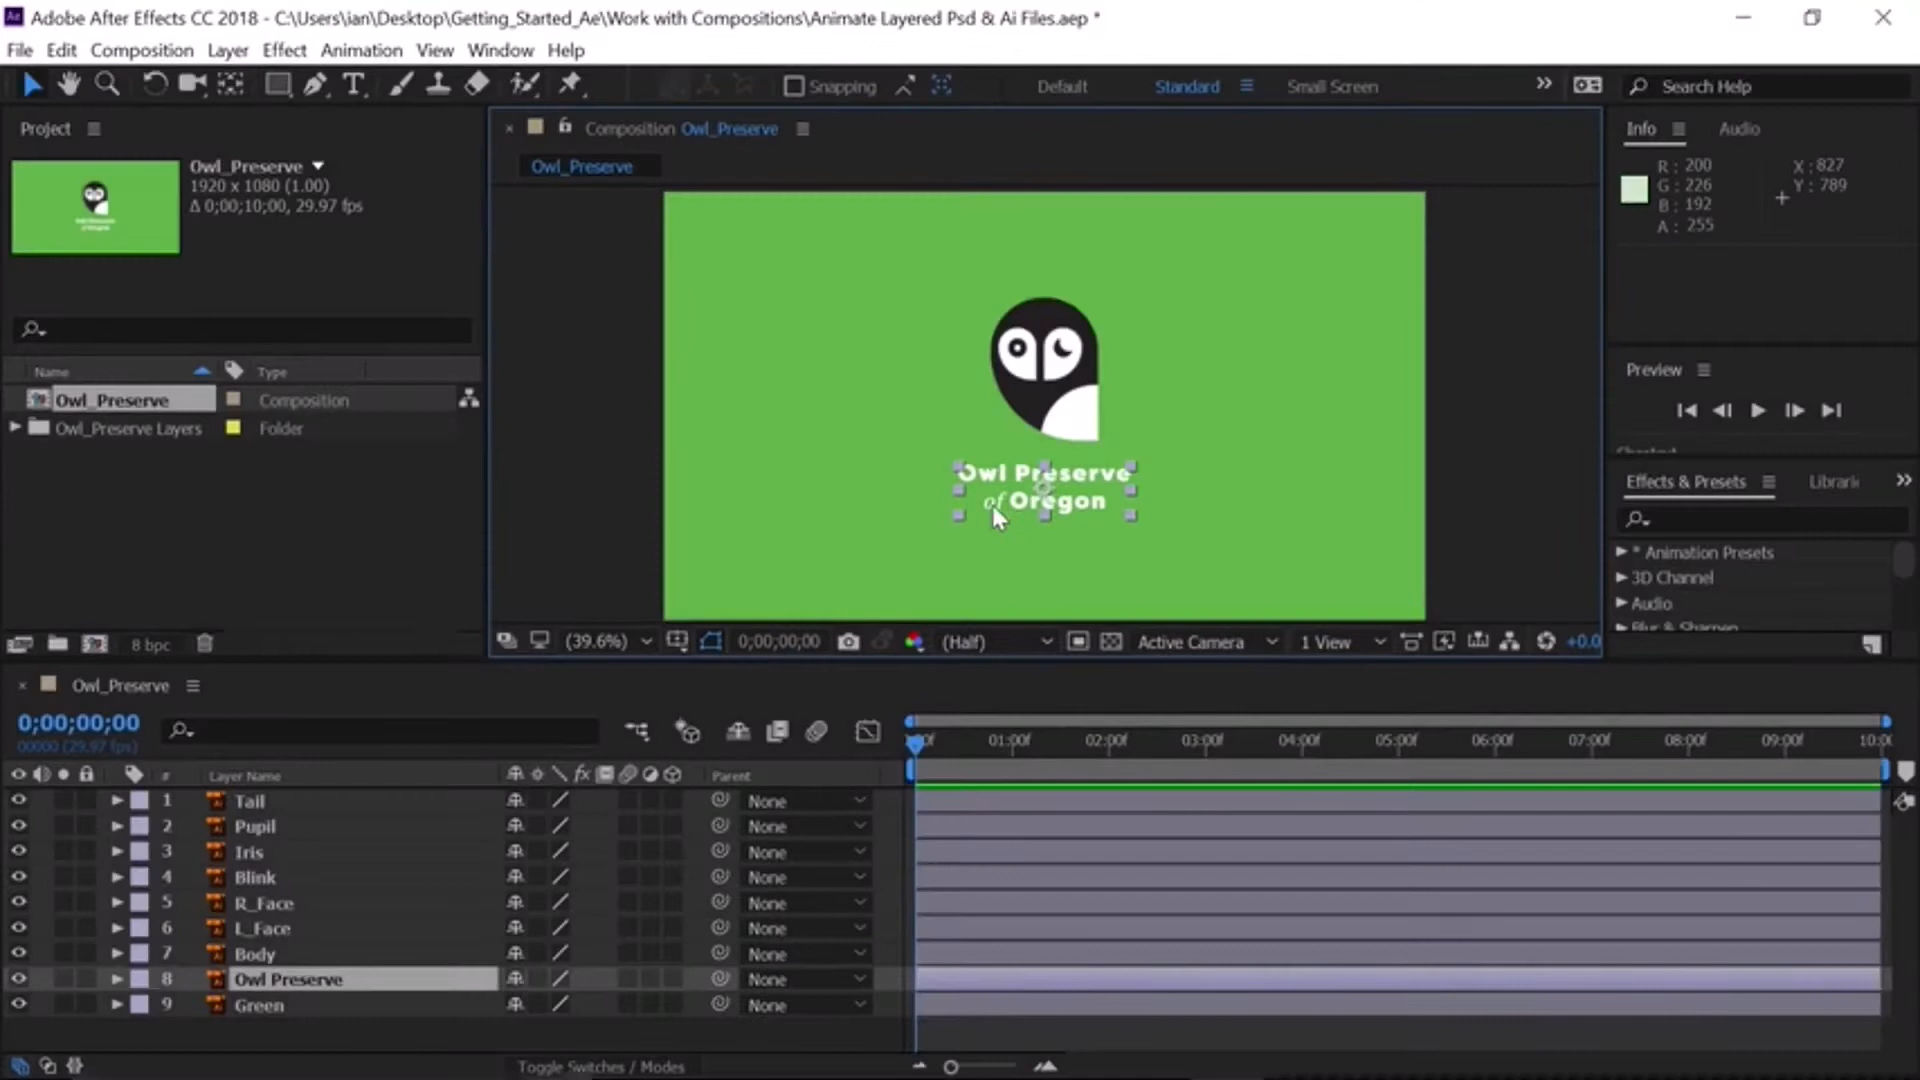 Adobe After Effects CC 2018 - C:\Users\ian\Desktop\Getting_Started_Ae\Work with Compositions\Animate Layered Psd & Ai Files.aep *
File Edit Composition Layer Effect Animation View Window Help
Snapping Default Standard Small Screen Search Help
Project
Owl_Preserve
1920 x 1080 (1.00)
Δ 0;00;10;00, 29.97 fps
Name Type
Owl_Preserve Composition
Owl_Preserve Layers Folder
8 bpc
Composition Owl_Preserve
Owl_Preserve
Owl Preserve
of Oregon
(39.6%) 0;00;00;00 (Half) Active Camera 1 View +0.0
Info Audio
R : 200 X : 827
G : 226 Y : 789
B : 192
A : 255
Preview
Effects & Presets Librari
* Animation Presets
3D Channel
Audio
Blur & Sharpen
Owl_Preserve
0;00;00;00
00000 (29.97 fps)
01:00f 02:00f 03:00f 04:00f 05:00f 06:00f 07:00f 08:00f 09:00f 10:00
# Layer Name fx Parent
1 Tail None
2 Pupil None
3 Iris None
4 Blink None
5 R_Face None
6 L_Face None
7 Body None
8 Owl Preserve None
9 Green None
Toggle Switches / Modes